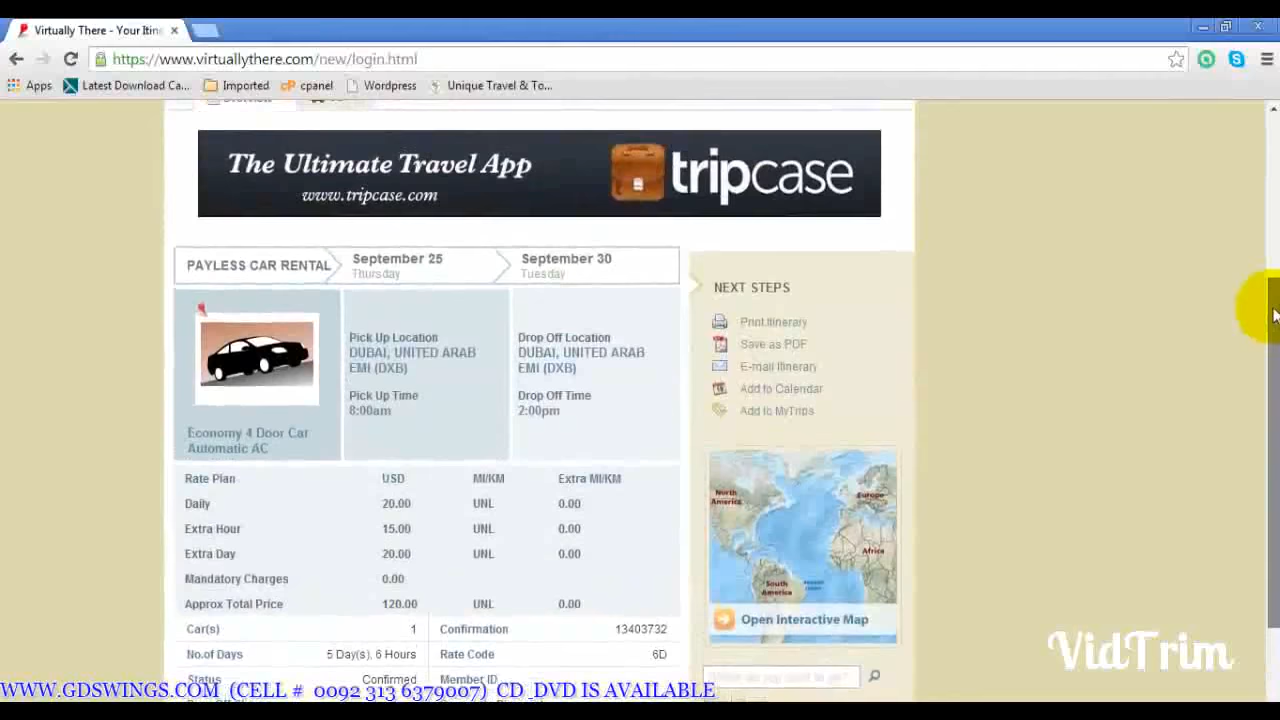 Virtually There - Your Itin
https://www.virtuallythere.com/new/login.html
Apps Latest Download Ca... Imported cPanel Wordpress Unique Travel & To...
The Ultimate Travel App
www.tripcase.com
tripcase
PAYLESS CAR RENTAL
September 25
Thursday
September 30
Tuesday
Economy 4 Door Car
Automatic AC
Pick Up Location
DUBAI, UNITED ARAB
EMI (DXB)
Pick Up Time
8:00am
Drop Off Location
DUBAI, UNITED ARAB
EMI (DXB)
Drop Off Time
2:00pm
Rate Plan USD MI/KM Extra MI/KM
Daily 20.00 UNL 0.00
Extra Hour 15.00 UNL 0.00
Extra Day 20.00 UNL 0.00
Mandatory Charges 0.00
Approx Total Price 120.00 UNL 0.00
Car(s) 1 Confirmation 13403732
No.of Days 5 Day(s), 6 Hours Rate Code 6D
Status Confirmed Member ID
NEXT STEPS
Print Itinerary
Save as PDF
E-mail Itinerary
Add to Calendar
Add to MyTrips
North
America
Europe
Africa
South
America
Open Interactive Map
VidTrim
WWW.GDSWINGS.COM (CELL # 0092 313 6379007) CD_DVD IS AVAILABLE